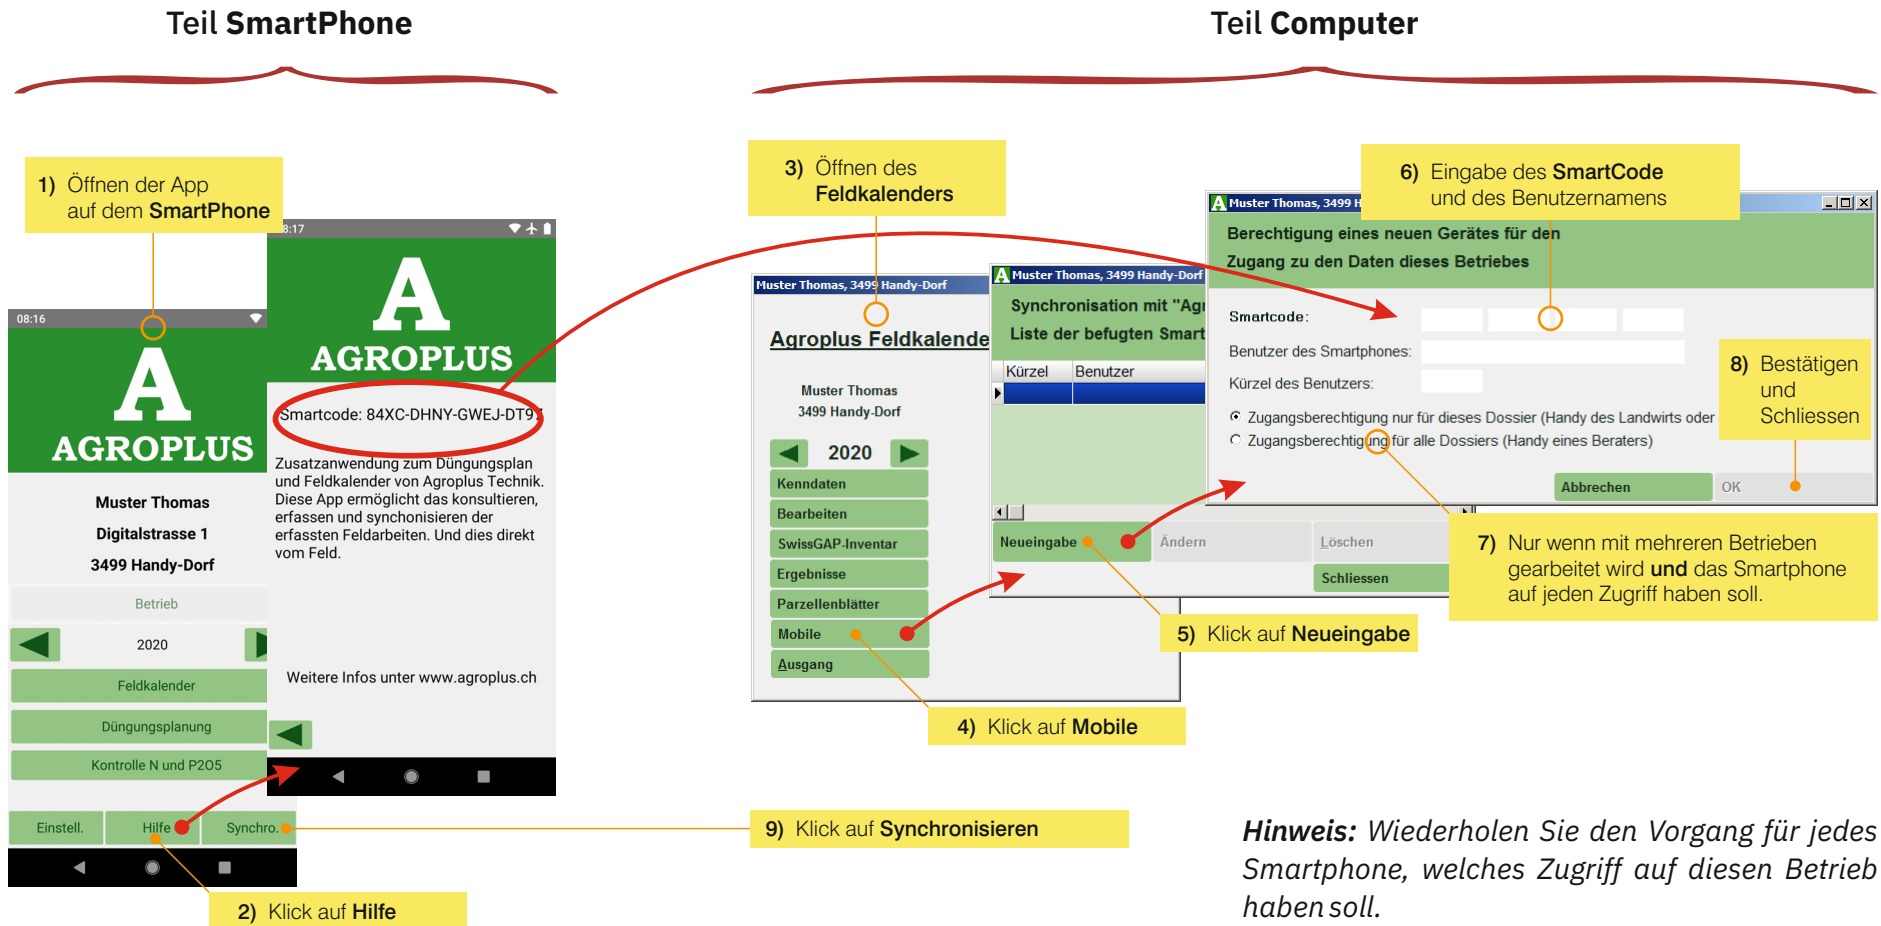 Teil SmartPhone
Teil Computer
1) Öffnen der App
auf dem SmartPhone
08:16
A
AGROPLUS
Muster Thomas
Digitalstrasse 1
3499 Handy-Dorf
Betrieb
2020
Feldkalender
Düngungsplanung
Kontrolle N und P2O5
Einstell.
Hilfe
Synchro.
2) Klick auf Hilfe
8:17
A
AGROPLUS
Smartcode: 84XC-DHNY-GWEJ-DT97
Zusatzanwendung zum Düngungsplan
und Feldkalender von Agroplus Technik.
Diese App ermöglicht das konsultieren,
erfassen und synchonisieren der
erfassten Feldarbeiten. Und dies direkt
vom Feld.
Weitere Infos unter www.agroplus.ch
3) Öffnen des
Feldkalenders
Muster Thomas, 3499 Handy-Dorf
Agroplus Feldkalende
Muster Thomas
3499 Handy-Dorf
2020
Kenndaten
Bearbeiten
SwissGAP-Inventar
Ergebnisse
Parzellenblätter
Mobile
Ausgang
4) Klick auf Mobile
A Muster Thomas, 3499 Handy-Dorf
Synchronisation mit "Agr
Liste der befugten Smart
Kürzel Benutzer
Neueingabe
Ändern
Löschen
Schliessen
5) Klick auf Neueingabe
6) Eingabe des SmartCode
und des Benutzernamens
A Muster Thomas, 3499 H
Berechtigung eines neuen Gerätes für den
Zugang zu den Daten dieses Betriebes
Smartcode:
Benutzer des Smartphones:
Kürzel des Benutzers:
Zugangsberechtigung nur für dieses Dossier (Handy des Landwirts oder
Zugangsberechtigung für alle Dossiers (Handy eines Beraters)
Abbrechen
OK
8) Bestätigen
und
Schliessen
7) Nur wenn mit mehreren Betrieben
gearbeitet wird und das Smartphone
auf jeden Zugriff haben soll.
9) Klick auf Synchronisieren
Hinweis: Wiederholen Sie den Vorgang für jedes
Smartphone, welches Zugriff auf diesen Betrieb
haben soll.